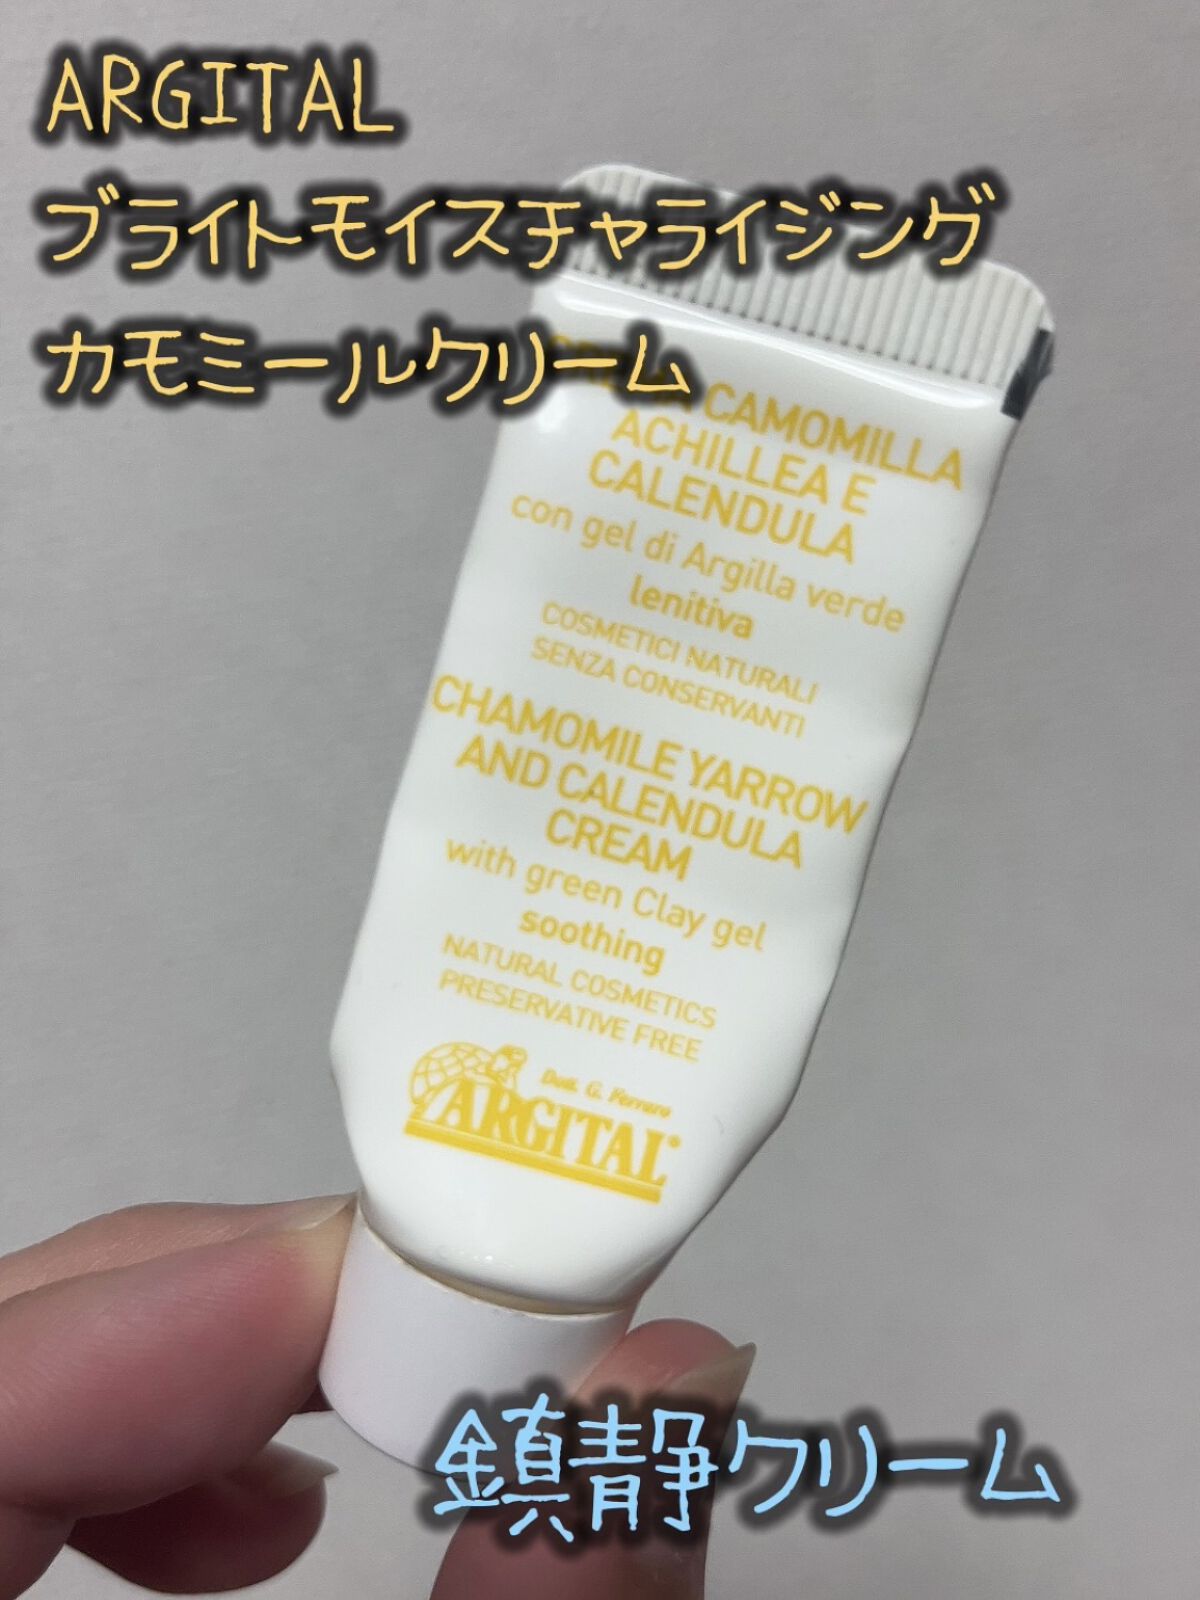 ARGITAL
ブライトモイスチャライジング
カモミールクリーム
CREMA CAMOMILLA
ACHILLEA E
CALENDULA
con gel di Argilla verde
lenitiva
COSMETICI NATURALI
SENZA CONSERVANTI
CHAMOMILE YARROW
AND CALENDULA
CREAM
with green Clay gel
soothing
NATURAL COSMETICS
PRESERVATIVE FREE
Dott. G. Ferraro
ARGITAL®
鎮静クリーム